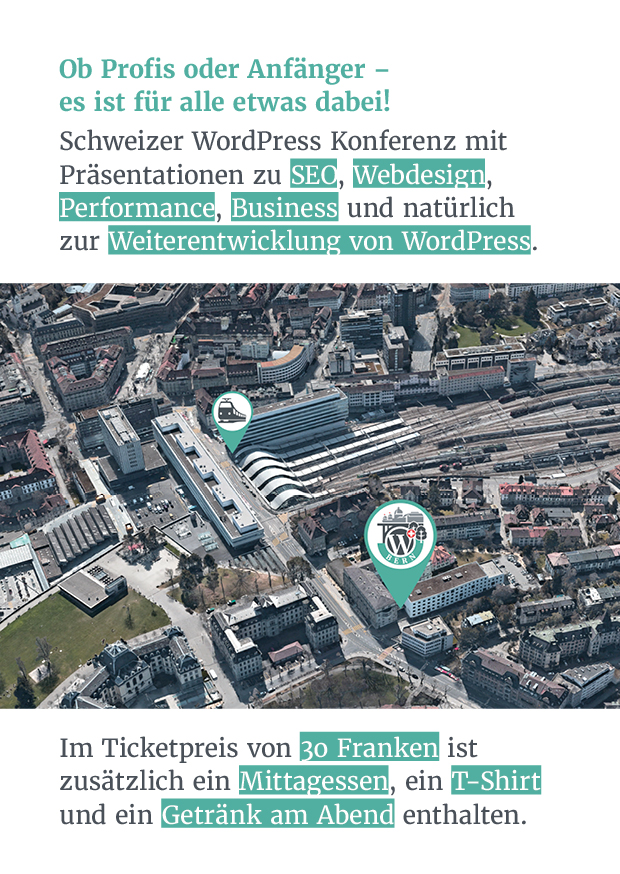 Ob Profis oder Anfänger –
es ist für alle etwas dabei!
Schweizer WordPress Konferenz mit
Präsentationen zu SEO, Webdesign,
Performance, Business und natürlich
zur Weiterentwicklung von WordPress.
W
BERN
Im Ticketpreis von 30 Franken ist
zusätzlich ein Mittagessen, ein T-Shirt
und ein Getränk am Abend enthalten.